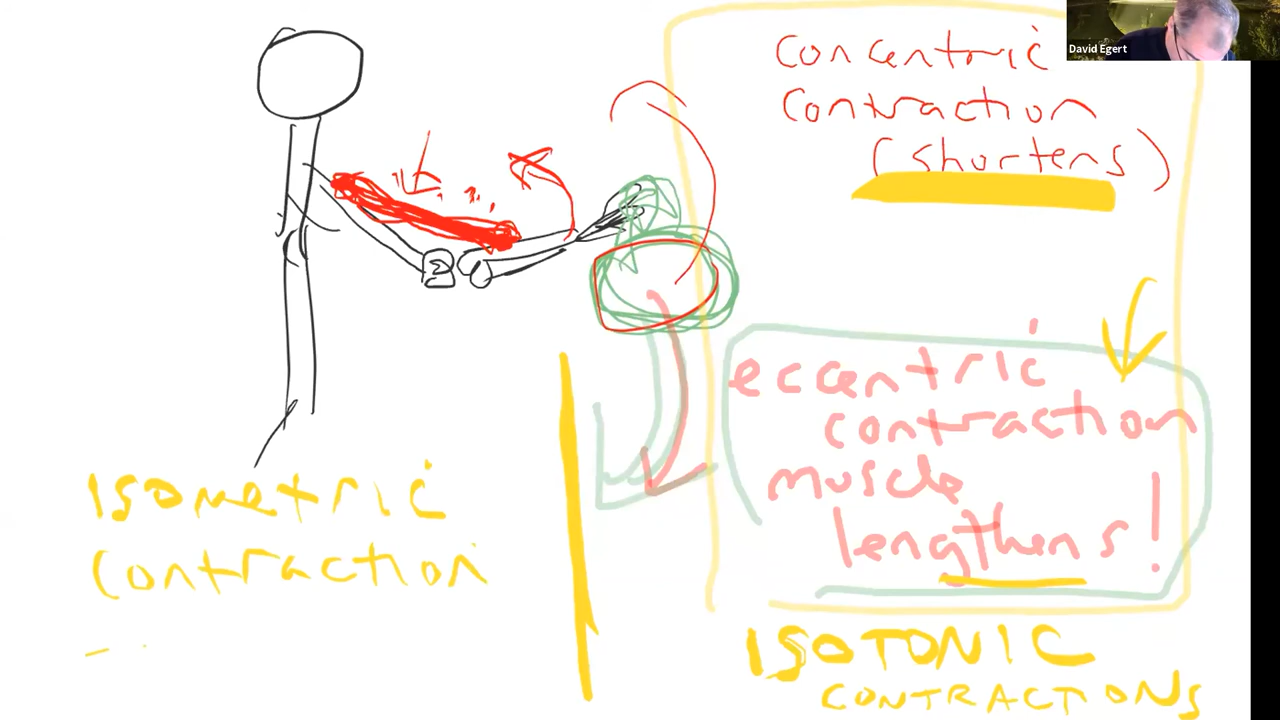 David Egert
concentric
contraction
(shortens)
eccentric
contraction
muscle
lengthens!
Isometric
contraction
ISOTONIC
CONTRACTIONS